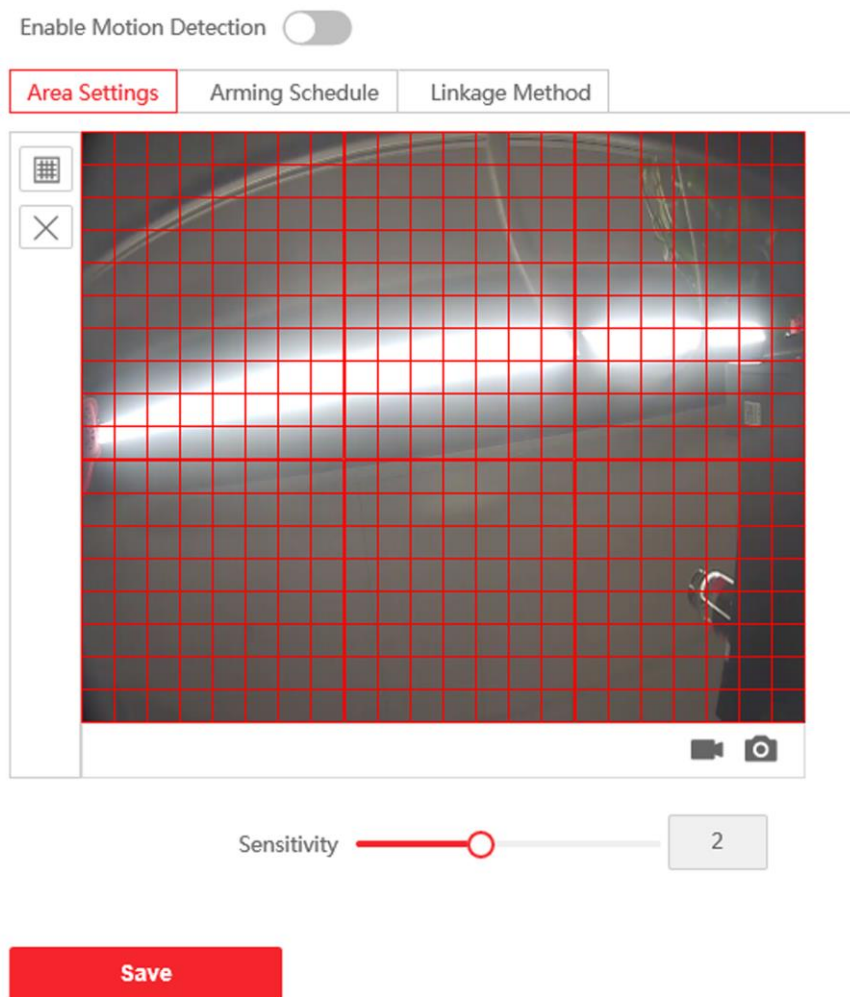 Enable Motion Detection
Area Settings Arming Schedule Linkage Method
Sensitivity 2
Save